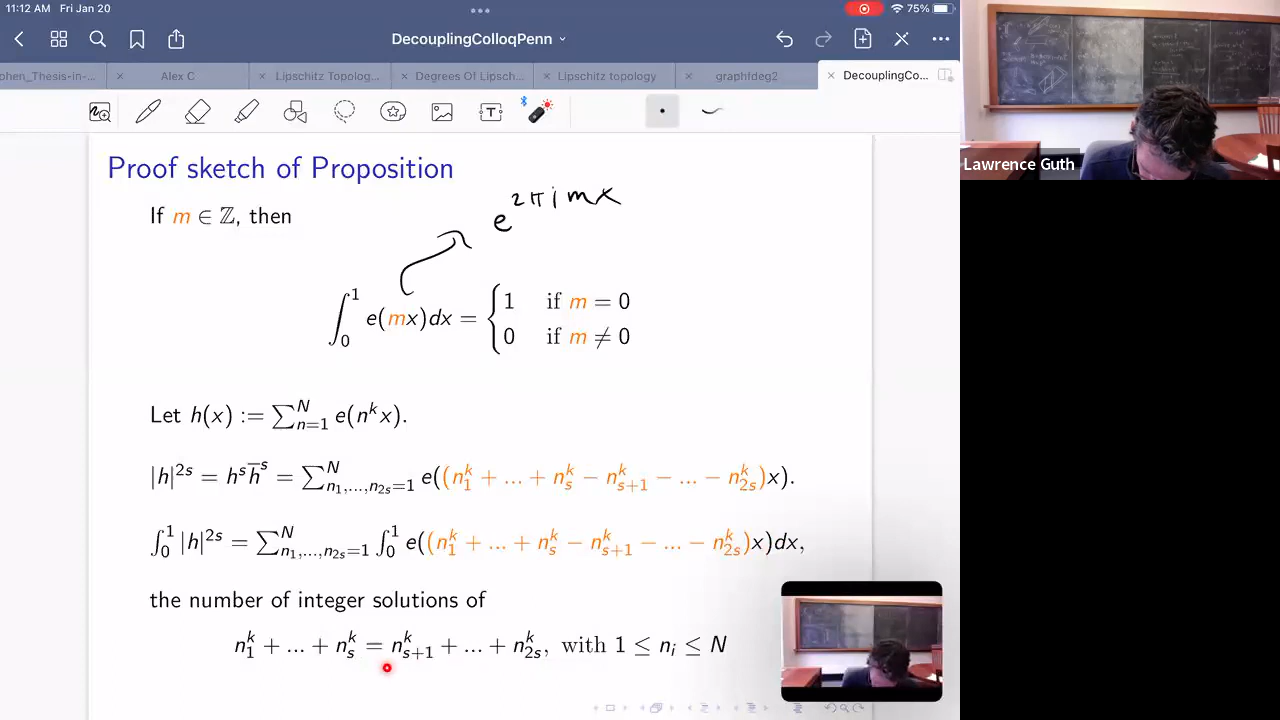 11:12 AM Fri Jan 20
75%
DecouplingColloqPenn
phen_Thesis-in-...
Alex C
Lipschitz Topolog...
Degrees Of Lipsch...
Lipschitz topology
graphfdeg2
DecouplingCo...
Lawrence Guth
Proof sketch of Proposition
If m ∈ ℤ, then
e^{2πimx}
∫_0^1 e(mx)dx = { 1 if m = 0
0 if m ≠ 0
Let h(x) := ∑_{n=1}^N e(n^k x).
|h|^{2s} = h^s h̅^s = ∑_{n_1,...,n_{2s}=1}^N e((n_1^k + ... + n_s^k − n_{s+1}^k − ... − n_{2s}^k)x).
∫_0^1 |h|^{2s} = ∑_{n_1,...,n_{2s}=1}^N ∫_0^1 e((n_1^k + ... + n_s^k − n_{s+1}^k − ... − n_{2s}^k)x)dx,
the number of integer solutions of
n_1^k + ... + n_s^k = n_{s+1}^k + ... + n_{2s}^k, with 1 ≤ n_i ≤ N